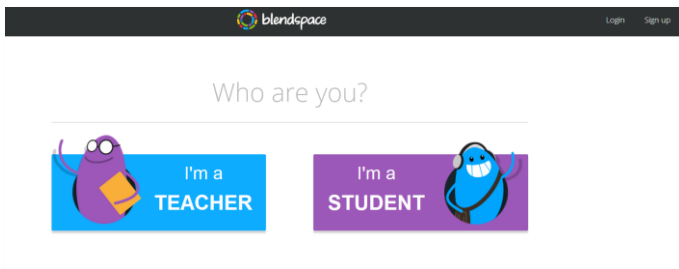 blendspace
Login Sign up
Who are you?
I'm a
TEACHER
I'm a
STUDENT